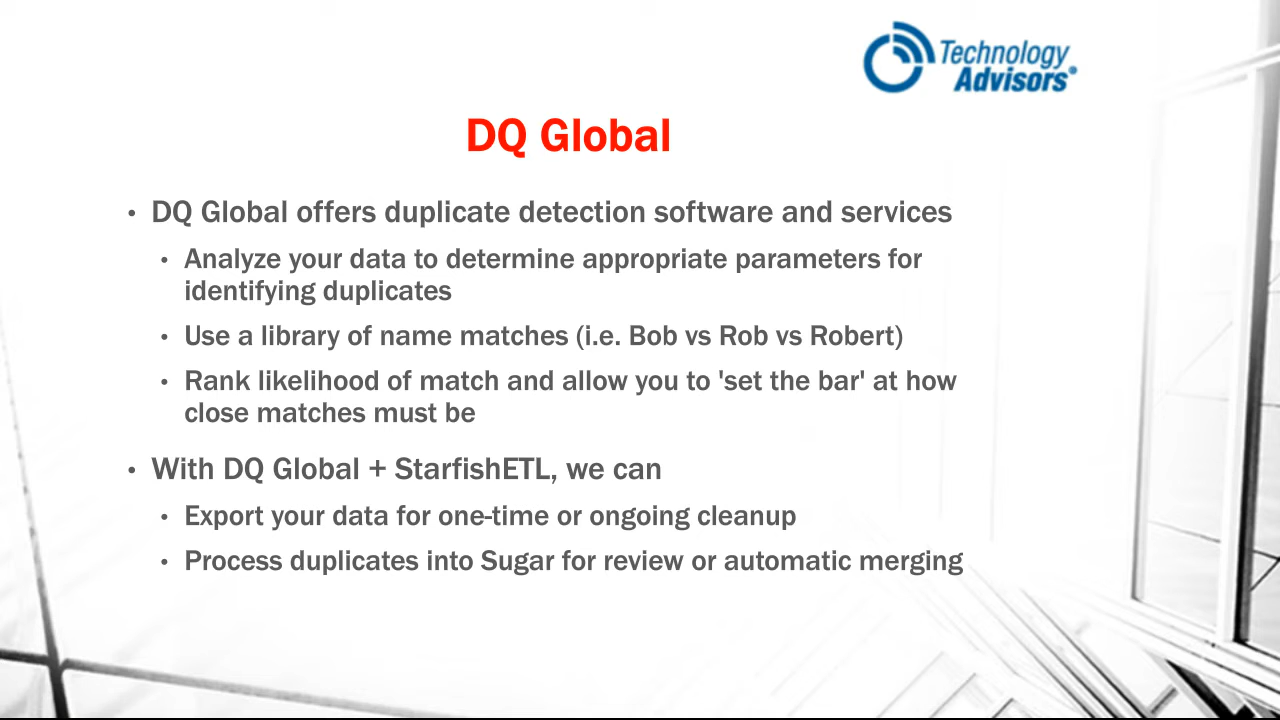 Technology
Advisors®
DQ Global
• DQ Global offers duplicate detection software and services
• Analyze your data to determine appropriate parameters for
identifying duplicates
• Use a library of name matches (i.e. Bob vs Rob vs Robert)
• Rank likelihood of match and allow you to 'set the bar' at how
close matches must be
• With DQ Global + StarfishETL, we can
• Export your data for one-time or ongoing cleanup
• Process duplicates into Sugar for review or automatic merging